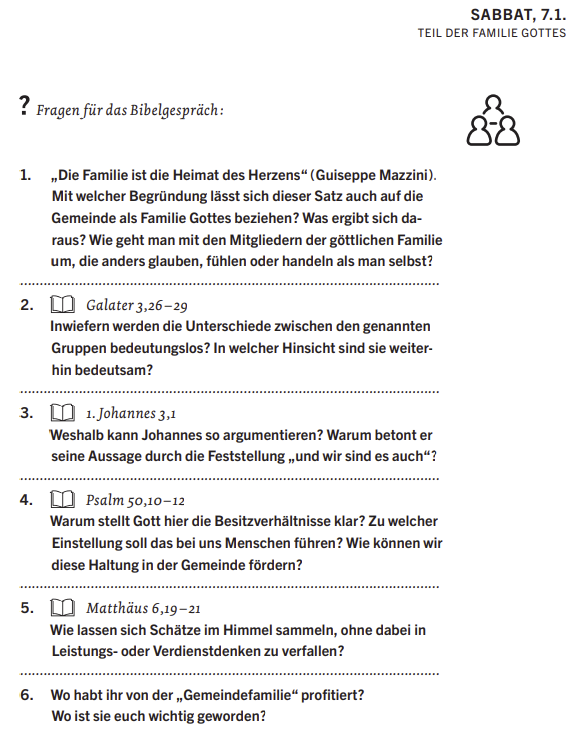 SABBAT, 7.1.
TEIL DER FAMILIE GOTTES
? Fragen für das Bibelgespräch:
1. „Die Familie ist die Heimat des Herzens“ (Guiseppe Mazzini).
Mit welcher Begründung lässt sich dieser Satz auch auf die
Gemeinde als Familie Gottes beziehen? Was ergibt sich da-
raus? Wie geht man mit den Mitgliedern der göttlichen Familie
um, die anders glauben, fühlen oder handeln als man selbst?
2. Galater 3,26–29
Inwiefern werden die Unterschiede zwischen den genannten
Gruppen bedeutungslos? In welcher Hinsicht sind sie weiter-
hin bedeutsam?
3. 1. Johannes 3,1
Weshalb kann Johannes so argumentieren? Warum betont er
seine Aussage durch die Feststellung „und wir sind es auch“?
4. Psalm 50,10–12
Warum stellt Gott hier die Besitzverhältnisse klar? Zu welcher
Einstellung soll das bei uns Menschen führen? Wie können wir
diese Haltung in der Gemeinde fördern?
5. Matthäus 6,19–21
Wie lassen sich Schätze im Himmel sammeln, ohne dabei in
Leistungs- oder Verdienstdenken zu verfallen?
6. Wo habt ihr von der „Gemeindefamilie“ profitiert?
Wo ist sie euch wichtig geworden?